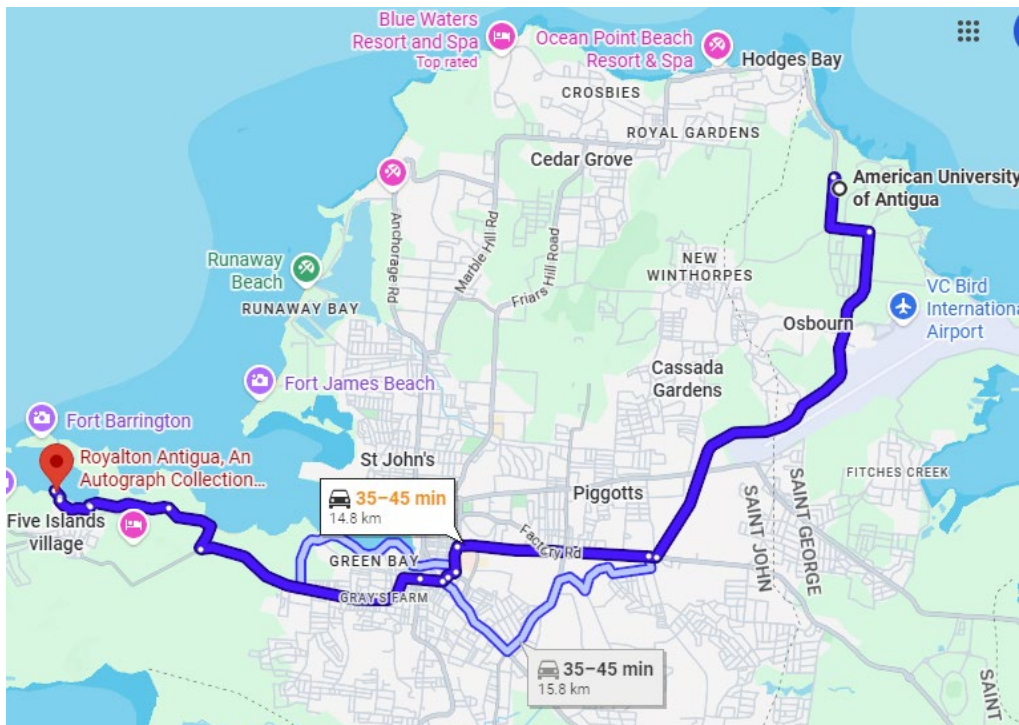 Blue Waters
Resort and Spa
Top rated
Ocean Point Beach
Resort & Spa
Hodges Bay
CROSBIES
ROYAL GARDENS
Cedar Grove
American University
of Antigua
Anchorage Rd
Marble Hill Rd
Friars Hill Road
NEW
WINTHORPES
Runaway
Beach
RUNAWAY BAY
VC Bird
Internationa
Airport
Osbourn
Cassada
Gardens
Fort James Beach
Fort Barrington
Royalton Antigua, An
Autograph Collection...
St John's
35–45 min
14.8 km
Piggotts
FITCHES CREEK
SAINT JOHN
SAINT GEORGE
Five Islands
village
Factory Rd
GREEN BAY
GRAY'S FARM
35–45 min
15.8 km
SAINT